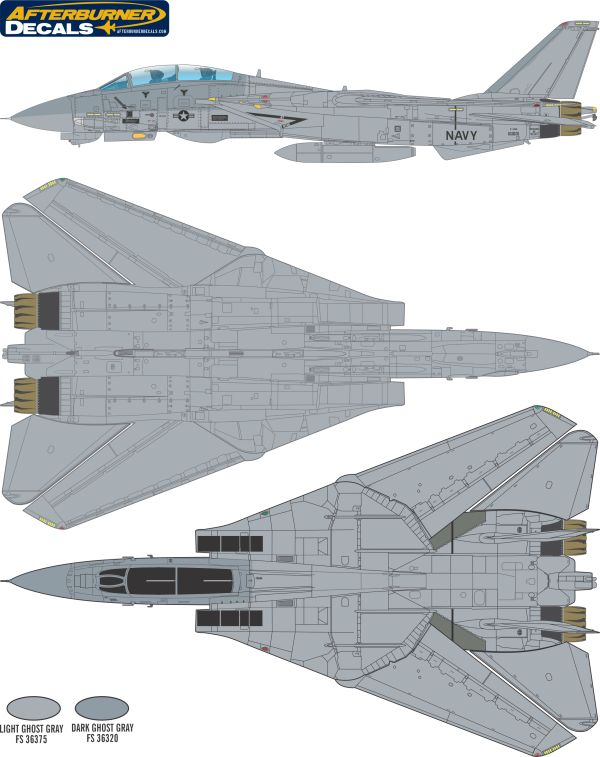 AFTERBURNER
DECALS
AFTERBURNERDECALS.COM
NAVY
LIGHT GHOST GRAY
FS 36375
DARK GHOST GRAY
FS 36320